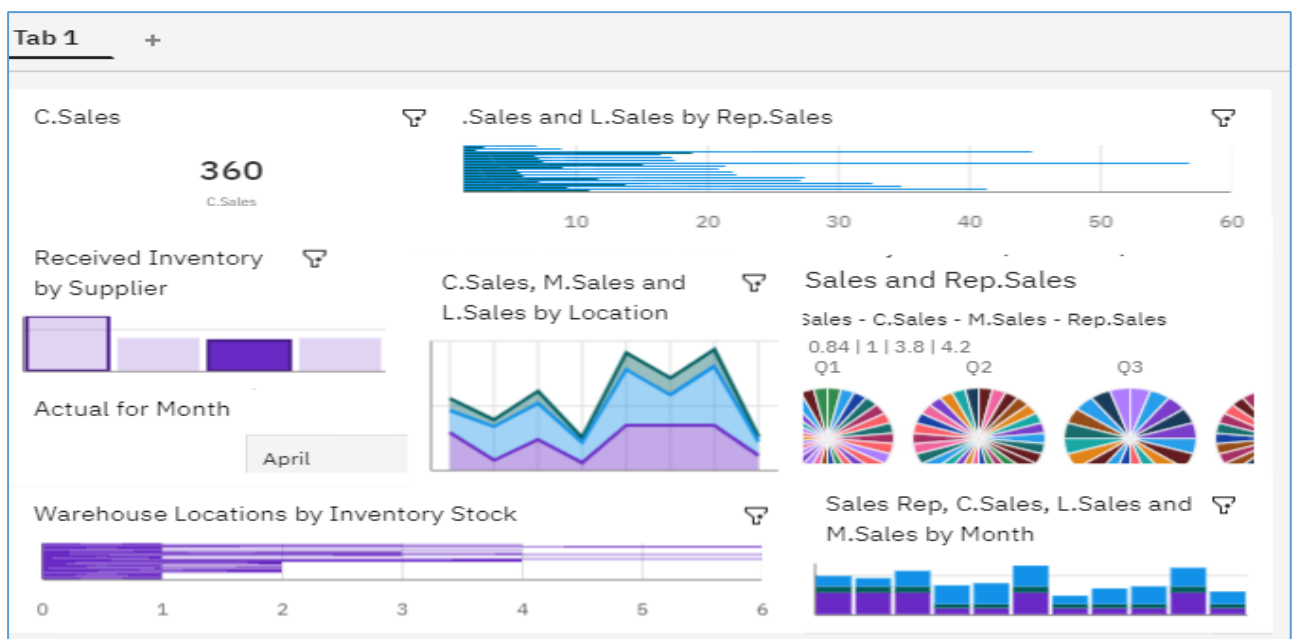 Tab 1 +
C.Sales
360
C.Sales
.Sales and L.Sales by Rep.Sales
10 20 30 40 50 60
Received Inventory
by Supplier
C.Sales, M.Sales and
L.Sales by Location
Sales and Rep.Sales
Sales - C.Sales - M.Sales - Rep.Sales
0.84 | 1 | 3.8 | 4.2
Q1 Q2 Q3
Actual for Month
April
Warehouse Locations by Inventory Stock
0 1 2 3 4 5 6
Sales Rep, C.Sales, L.Sales and
M.Sales by Month